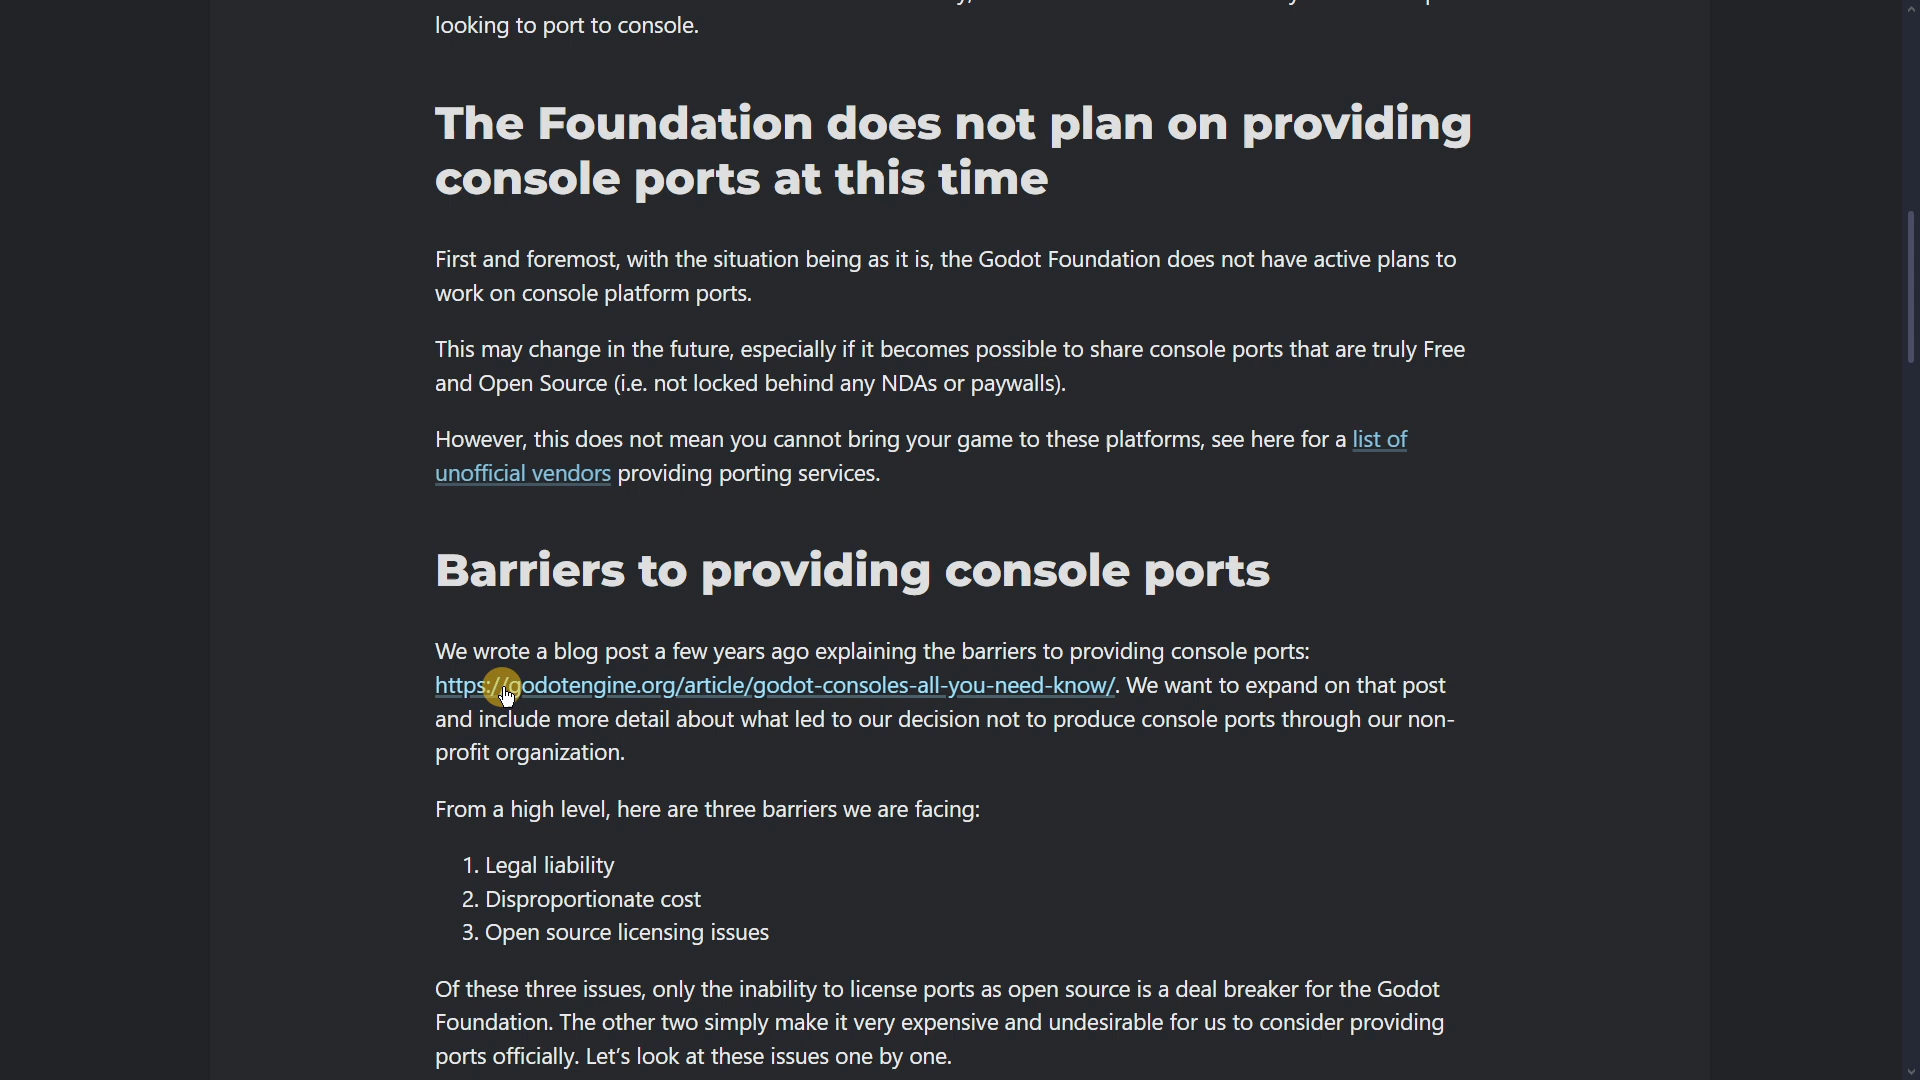 looking to port to console.
The Foundation does not plan on providing
console ports at this time
First and foremost, with the situation being as it is, the Godot Foundation does not have active plans to
work on console platform ports.
This may change in the future, especially if it becomes possible to share console ports that are truly Free
and Open Source (i.e. not locked behind any NDAs or paywalls).
However, this does not mean you cannot bring your game to these platforms, see here for a list of
unofficial vendors providing porting services.
Barriers to providing console ports
We wrote a blog post a few years ago explaining the barriers to providing console ports:
https://godotengine.org/article/godot-consoles-all-you-need-know/. We want to expand on that post
and include more detail about what led to our decision not to produce console ports through our non-
profit organization.
From a high level, here are three barriers we are facing:
1. Legal liability
2. Disproportionate cost
3. Open source licensing issues
Of these three issues, only the inability to license ports as open source is a deal breaker for the Godot
Foundation. The other two simply make it very expensive and undesirable for us to consider providing
ports officially. Let's look at these issues one by one.